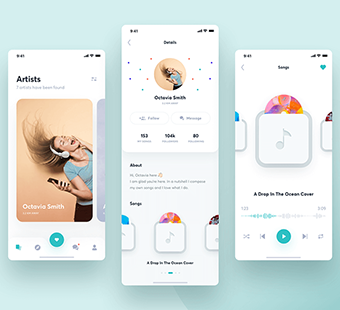 9:41
Artists
7 artists have been found
Octavia Smith
9:41
Details
Octavia Smith
Follow
Message
153
104k
80
About
Hi, Octavia here
I am glad you're here. In a nutshell I compose
my own songs and I love what I do.
Songs
A Drop In The Ocean Cover
9:41
Songs
A Drop In The Ocean Cover
1:23
3:05